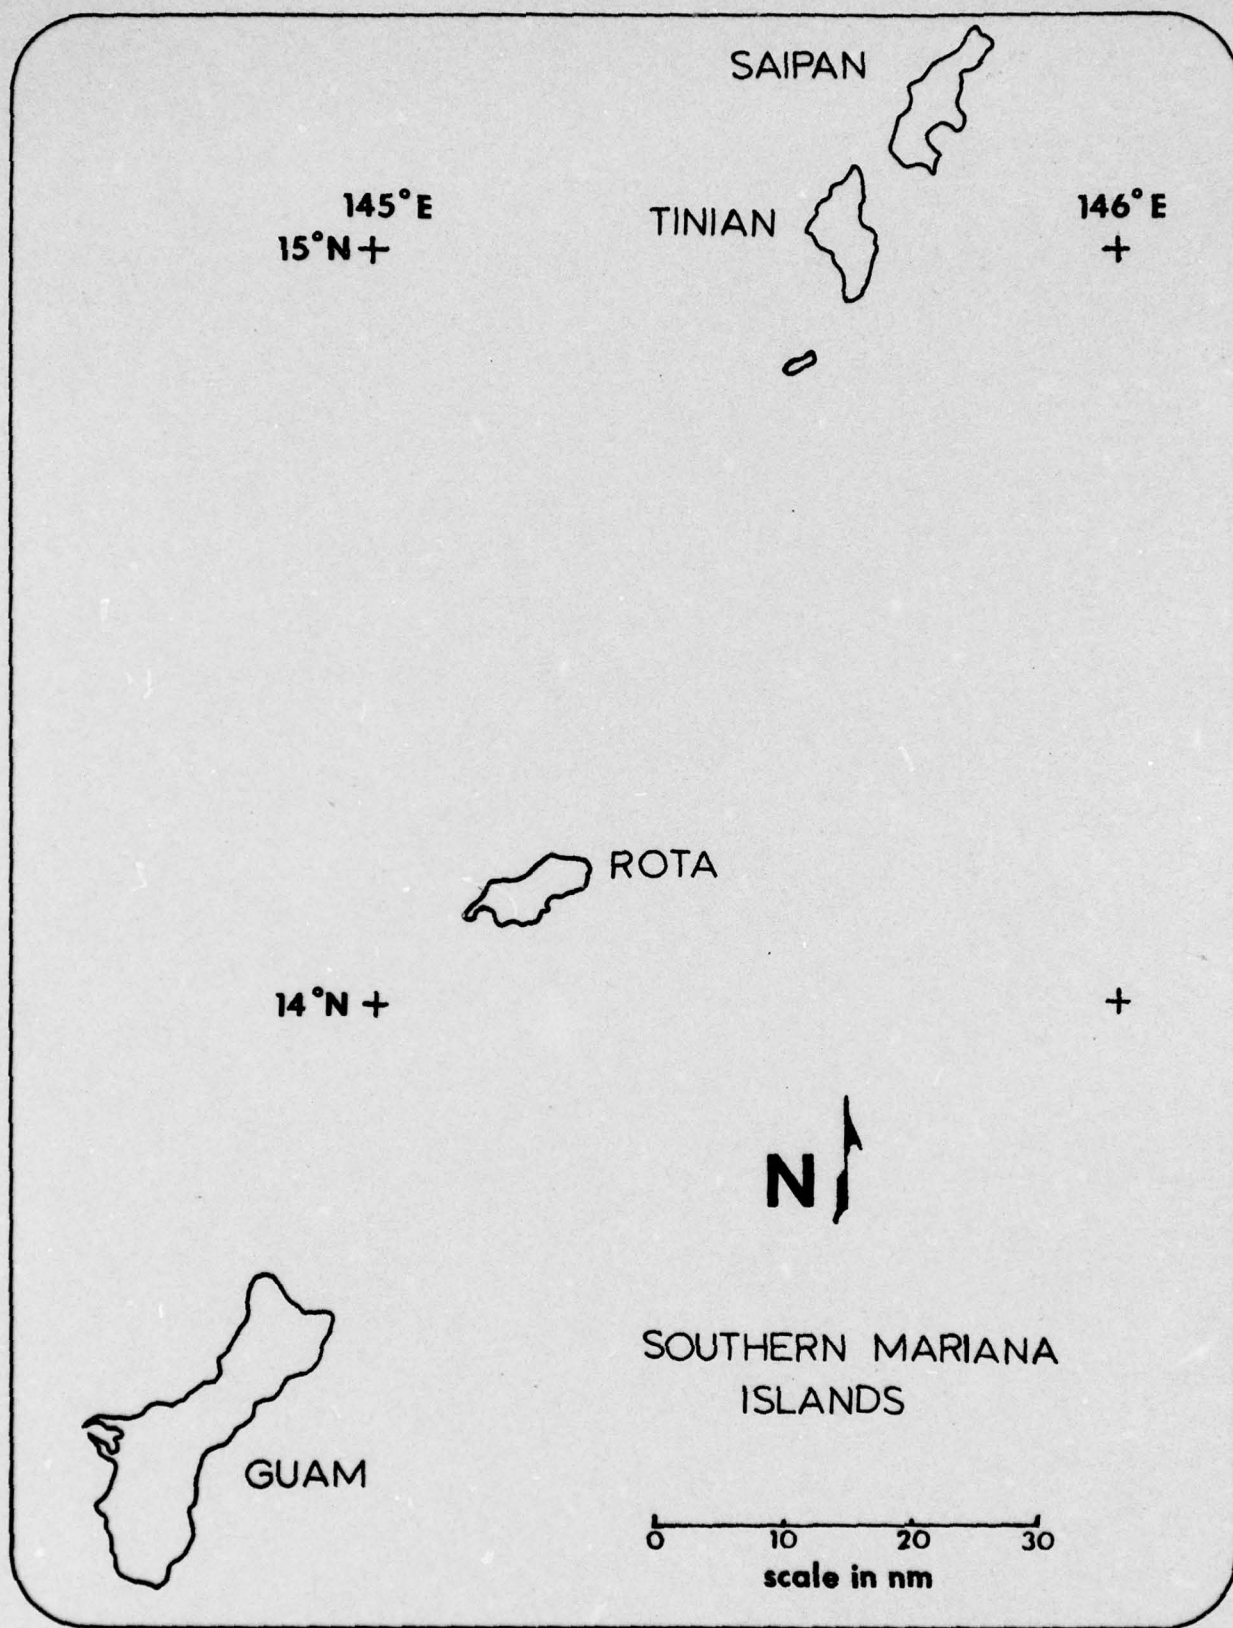 SAIPAN
145°E
146°E
TINIAN
15°N
ROTA
14°N
N
SOUTHERN MARIANA
ISLANDS
GUAM
0 10 20 30
scale in nm